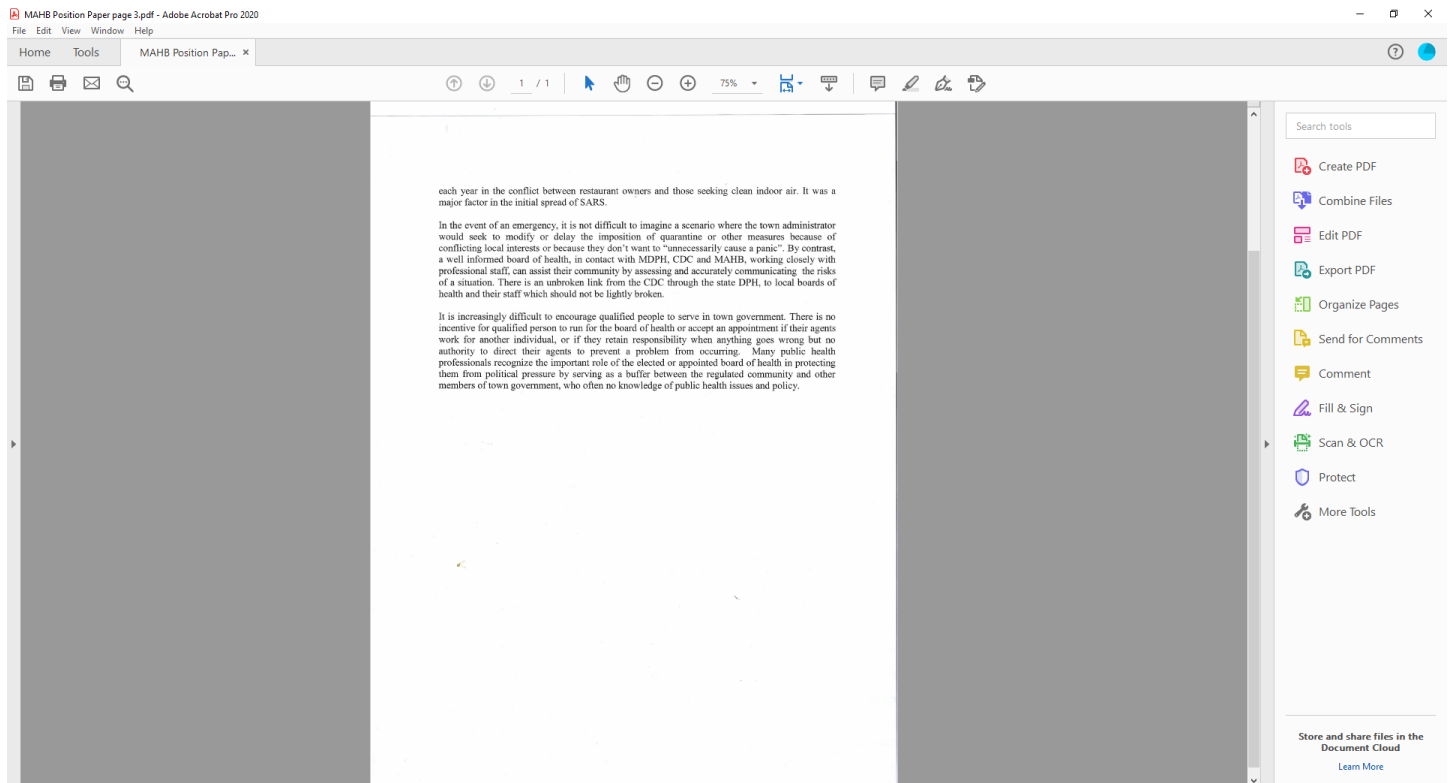 MAHB Position Paper page 3.pdf - Adobe Acrobat Pro 2020
File Edit View Window Help
Home Tools MAHB Position Pap... ×
1 / 1 75%
Search tools
Create PDF
Combine Files
Edit PDF
Export PDF
Organize Pages
Send for Comments
Comment
Fill & Sign
Scan & OCR
Protect
More Tools
Store and share files in the
Document Cloud
Learn More
each year in the conflict between restaurant owners and those seeking clean indoor air. It was a
major factor in the initial spread of SARS.
In the event of an emergency, it is not difficult to imagine a scenario where the town administrator
would seek to modify or delay the imposition of quarantine or other measures because of
conflicting local interests or because they don't want to “unnecessarily cause a panic”. By contrast,
a well informed board of health, in contact with MDPH, CDC and MAHB, working closely with
professional staff, can assist their community by assessing and accurately communicating the risks
of a situation. There is an unbroken link from the CDC through the state DPH, to local boards of
health and their staff which should not be lightly broken.
It is increasingly difficult to encourage qualified people to serve in town government. There is no
incentive for qualified person to run for the board of health or accept an appointment if their agents
work for another individual, or if they retain responsibility when anything goes wrong but no
authority to direct their agents to prevent a problem from occurring. Many public health
professionals recognize the important role of the elected or appointed board of health in protecting
them from political pressure by serving as a buffer between the regulated community and other
members of town government, who often no knowledge of public health issues and policy.